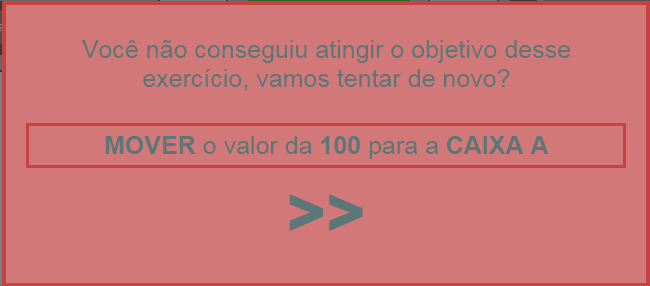 Você não conseguiu atingir o objetivo desse
exercício, vamos tentar de novo?
MOVER o valor da 100 para a CAIXA A
>>